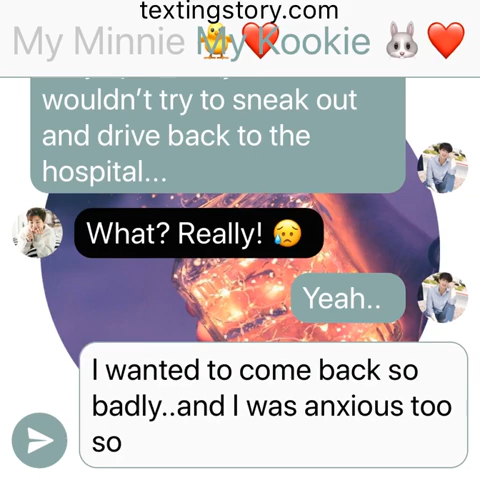 textingstory.com
My Minnie 🐥❤️ My Kookie 🐰❤️
wouldn't try to sneak out
and drive back to the
hospital...
What? Really! 😥
Yeah..
I wanted to come back so
badly..and I was anxious too
so